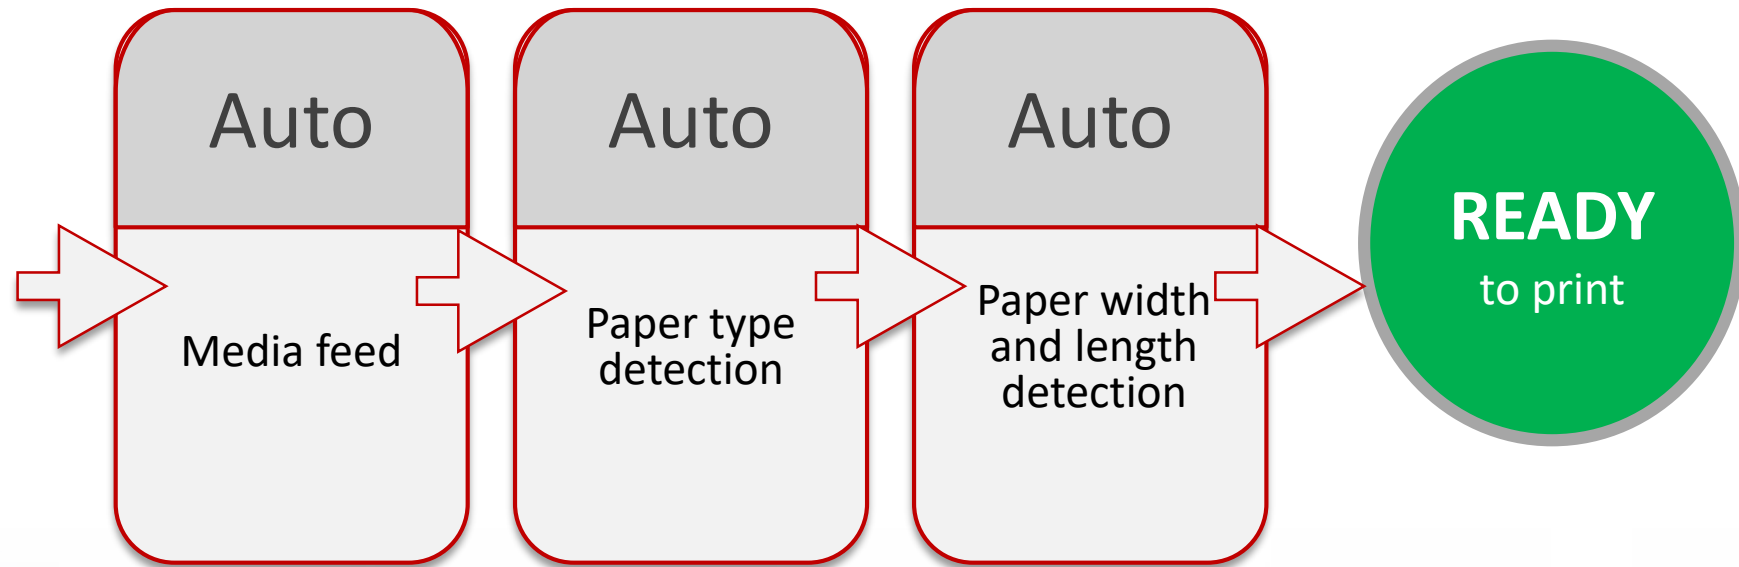 Auto
Media feed
Auto
Paper type
detection
Auto
Paper width
and length
detection
READY
to print